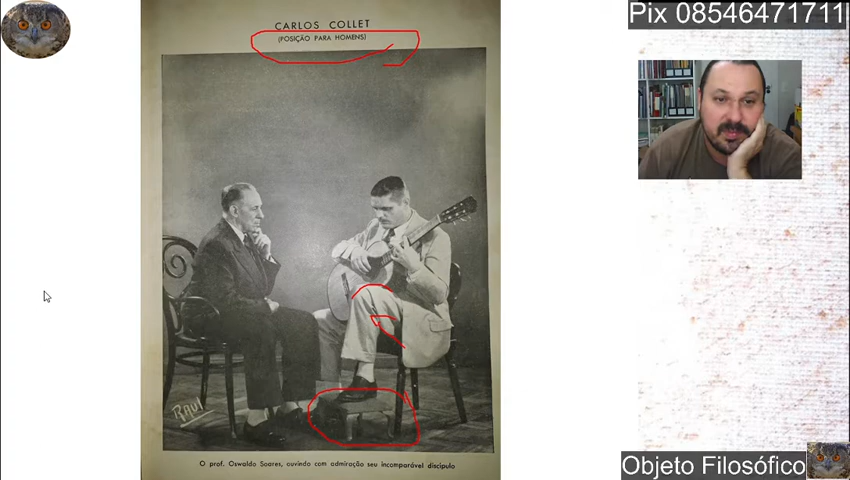 CARLOS COLLET
(POSIÇÃO PARA HOMENS)
Pix 08546471711
RAUL
O prof. Oswaldo Soares, ouvindo com admiração seu incomparável discípulo
Objeto Filosófico